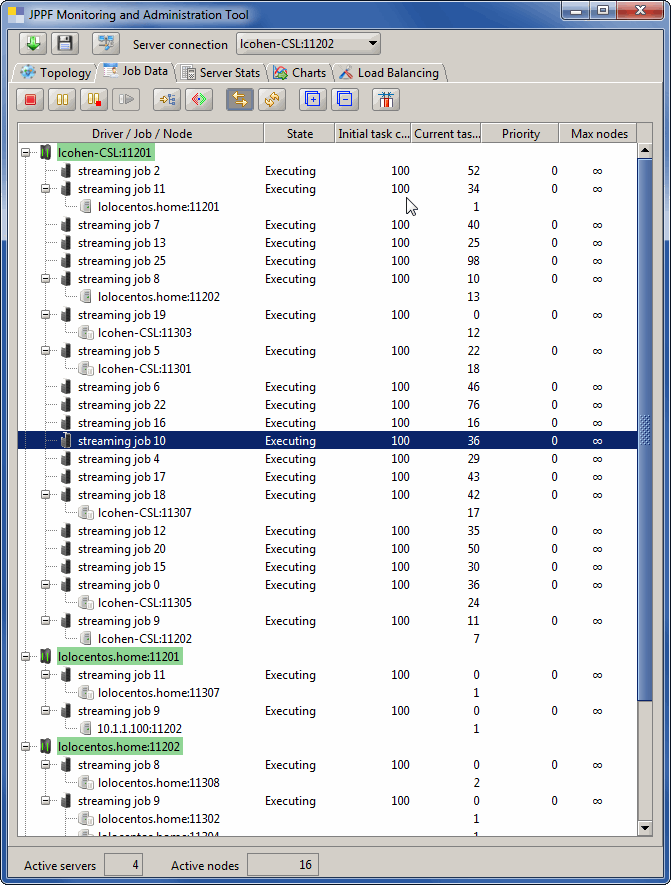 JPPF Monitoring and Administration Tool
Server connection lcohen-CSL:11202
Topology Job Data Server Stats Charts Load Balancing
Driver / Job / Node State Initial task c... Current tas... Priority Max nodes
lcohen-CSL:11201
streaming job 2 Executing 100 52 0 ∞
streaming job 11 Executing 100 34 0 ∞
lolocentos.home:11201 1
streaming job 7 Executing 100 40 0 ∞
streaming job 13 Executing 100 25 0 ∞
streaming job 25 Executing 100 98 0 ∞
streaming job 8 Executing 100 10 0 ∞
lolocentos.home:11202 13
streaming job 19 Executing 100 0 0 ∞
lcohen-CSL:11303 12
streaming job 5 Executing 100 22 0 ∞
lcohen-CSL:11301 18
streaming job 6 Executing 100 46 0 ∞
streaming job 22 Executing 100 76 0 ∞
streaming job 16 Executing 100 16 0 ∞
streaming job 10 Executing 100 36 0 ∞
streaming job 4 Executing 100 29 0 ∞
streaming job 17 Executing 100 43 0 ∞
streaming job 18 Executing 100 42 0 ∞
lcohen-CSL:11307 17
streaming job 12 Executing 100 35 0 ∞
streaming job 20 Executing 100 50 0 ∞
streaming job 15 Executing 100 30 0 ∞
streaming job 0 Executing 100 36 0 ∞
lcohen-CSL:11305 24
streaming job 9 Executing 100 11 0 ∞
lcohen-CSL:11202 7
lolocentos.home:11201
streaming job 11 Executing 100 0 0 ∞
lolocentos.home:11307 1
streaming job 9 Executing 100 0 0 ∞
10.1.1.100:11202 1
lolocentos.home:11202
streaming job 8 Executing 100 0 0 ∞
lolocentos.home:11308 2
streaming job 9 Executing 100 0 0 ∞
lolocentos.home:11302 1
Active servers 4 Active nodes 16